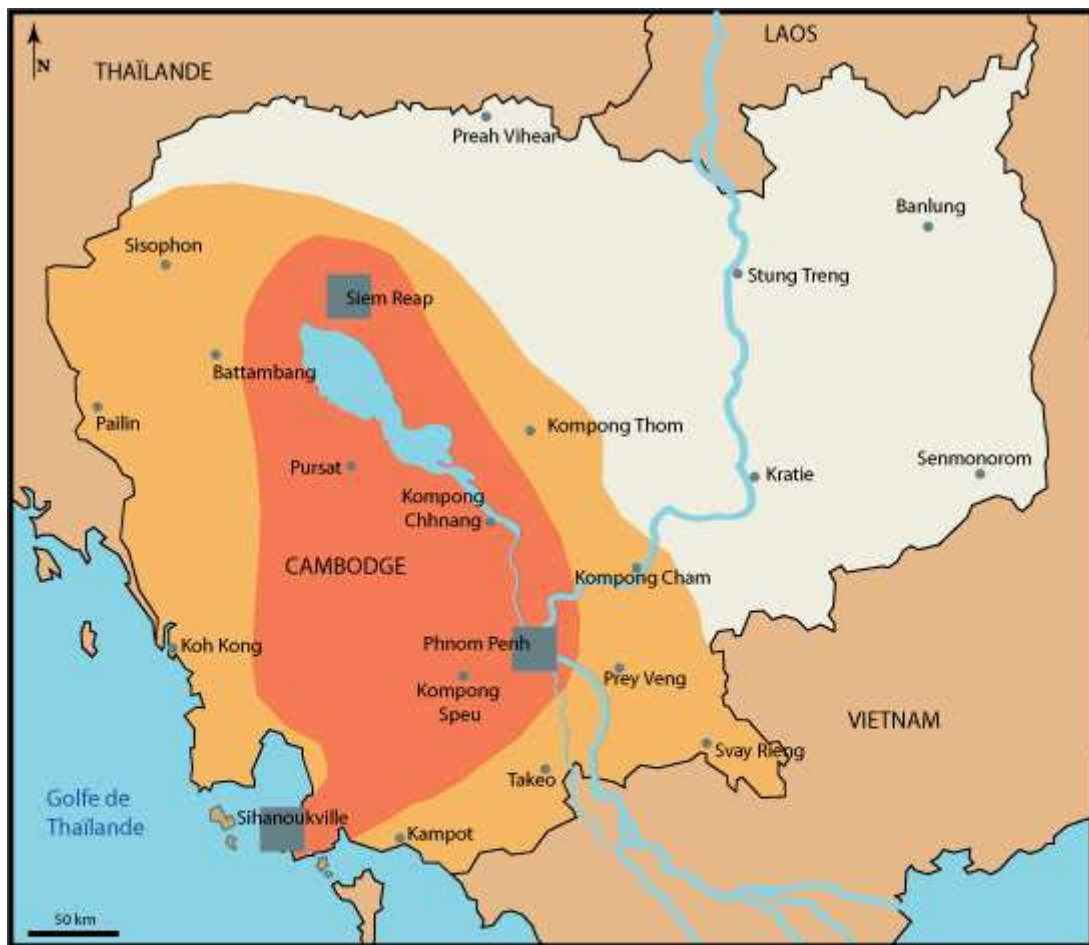 LAOS
N
THAÏLANDE
Preah Vihear
Banlung
Sisophon
Stung Treng
Siem Reap
Battambang
Pailin
Kompong Thom
Pursat
Kratie
Senmonorom
Kompong
Chhnang
CAMBODGE
Kompong Cham
Koh Kong
Phnom Penh
Prey Veng
Kompong
Speu
VIETNAM
Svay Rieng
Takeo
Golfe de
Thaïlande
Sihanoukville
Kampot
50 km